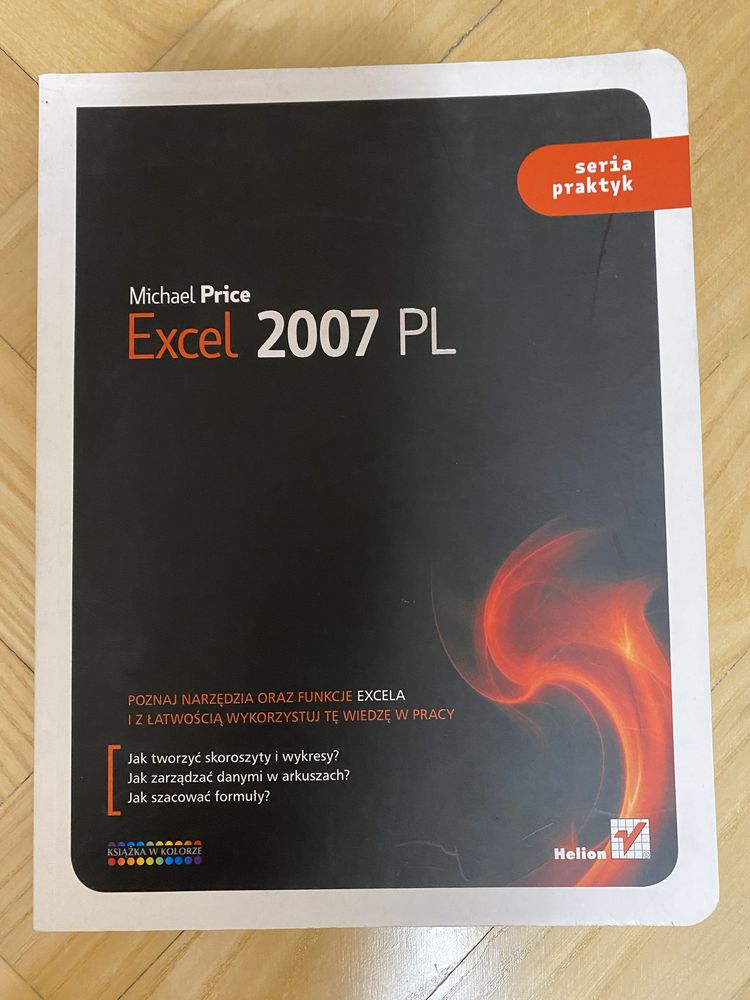 seria
praktyk
Michael Price
Excel 2007 PL
POZNAJ NARZĘDZIA ORAZ FUNKCJE EXCELA
I Z ŁATWOŚCIĄ WYKORZYSTUJ TĘ WIEDZĘ W PRACY
Jak tworzyć skoroszyty i wykresy?
Jak zarządzać danymi w arkuszach?
Jak szacować formuły?
KSIĄŻKA W KOLORZE
Helion
®